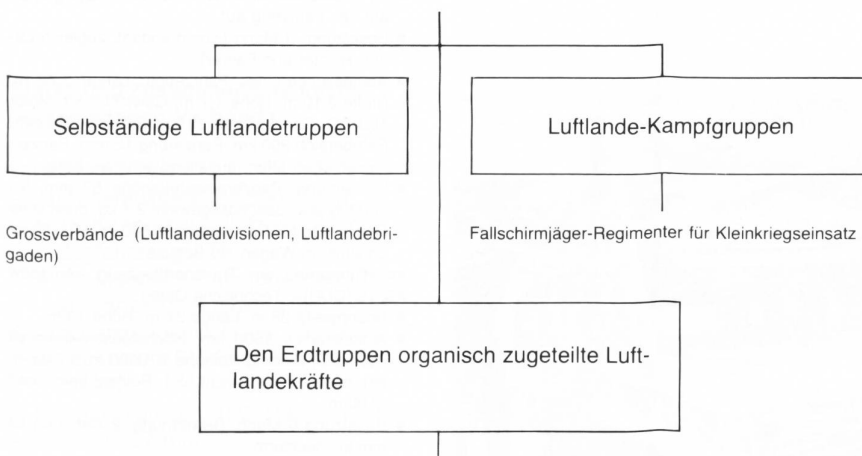 Selbständige Luftlandetruppen
Luftlande-Kampfgruppen
Grossverbände (Luftlandedivisionen, Luftlandebri-
gaden)
Fallschirmjäger-Regimenter für Kleinkriegseinsatz
Den Erdtruppen organisch zugeteilte Luft-
landekräfte